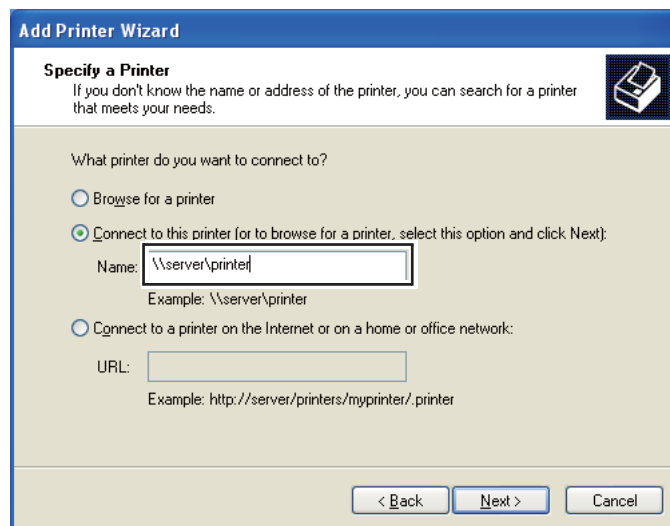 Add Printer Wizard
Specify a Printer
If you don't know the name or address of the printer, you can search for a printer
that meets your needs.
What printer do you want to connect to?
Browse for a printer
Connect to this printer (or to browse for a printer, select this option and click Next):
Name: \\server\printer
Example: \\server\printer
Connect to a printer on the Internet or on a home or office network:
URL:
Example: http://server/printers/myprinter/.printer
< Back Next > Cancel